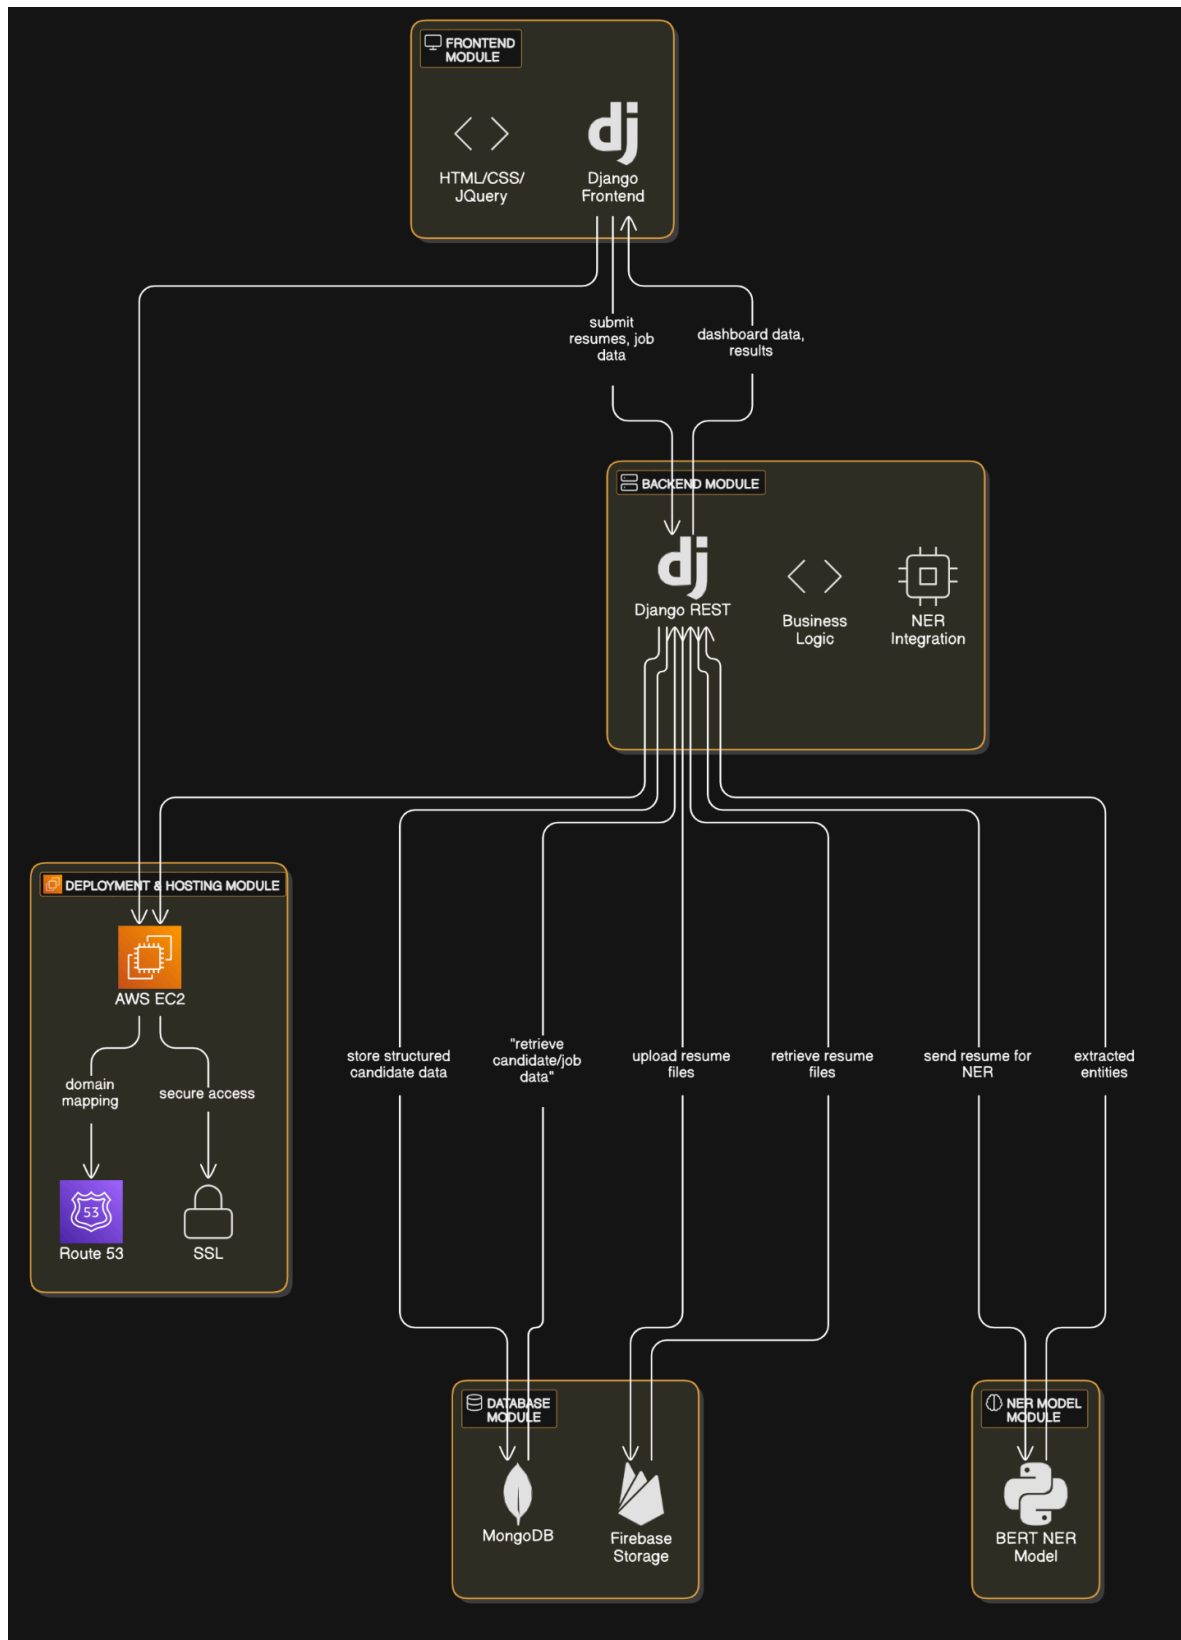 FRONTEND
MODULE
HTML/CSS/
JQuery
dj
Django
Frontend
submit
resumes, job
data
dashboard data,
results
BACKEND MODULE
dj
Django REST
Business
Logic
NER
Integration
DEPLOYMENT & HOSTING MODULE
AWS EC2
domain
mapping
secure access
53
Route 53
SSL
store structured
candidate data
"retrieve
candidate/job
data"
upload resume
files
retrieve resume
files
send resume for
NER
extracted
entities
DATABASE
MODULE
MongoDB
Firebase
Storage
NER MODEL
MODULE
BERT NER
Model